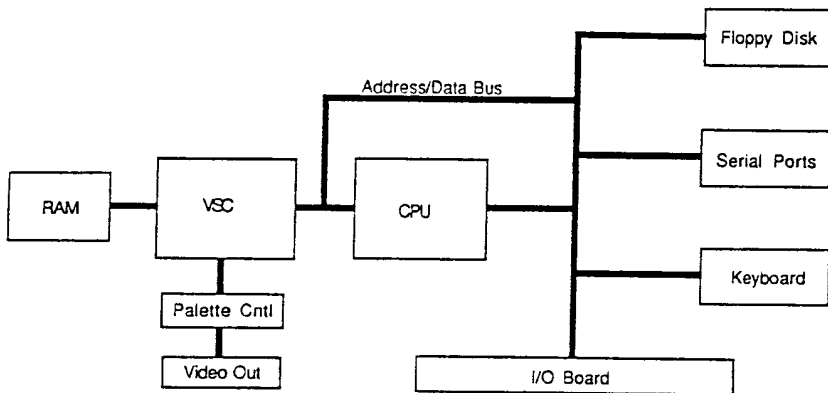 Floppy Disk
Address/Data Bus
Serial Ports
RAM
VSC
CPU
Keyboard
Palette Cntl
Video Out
I/O Board